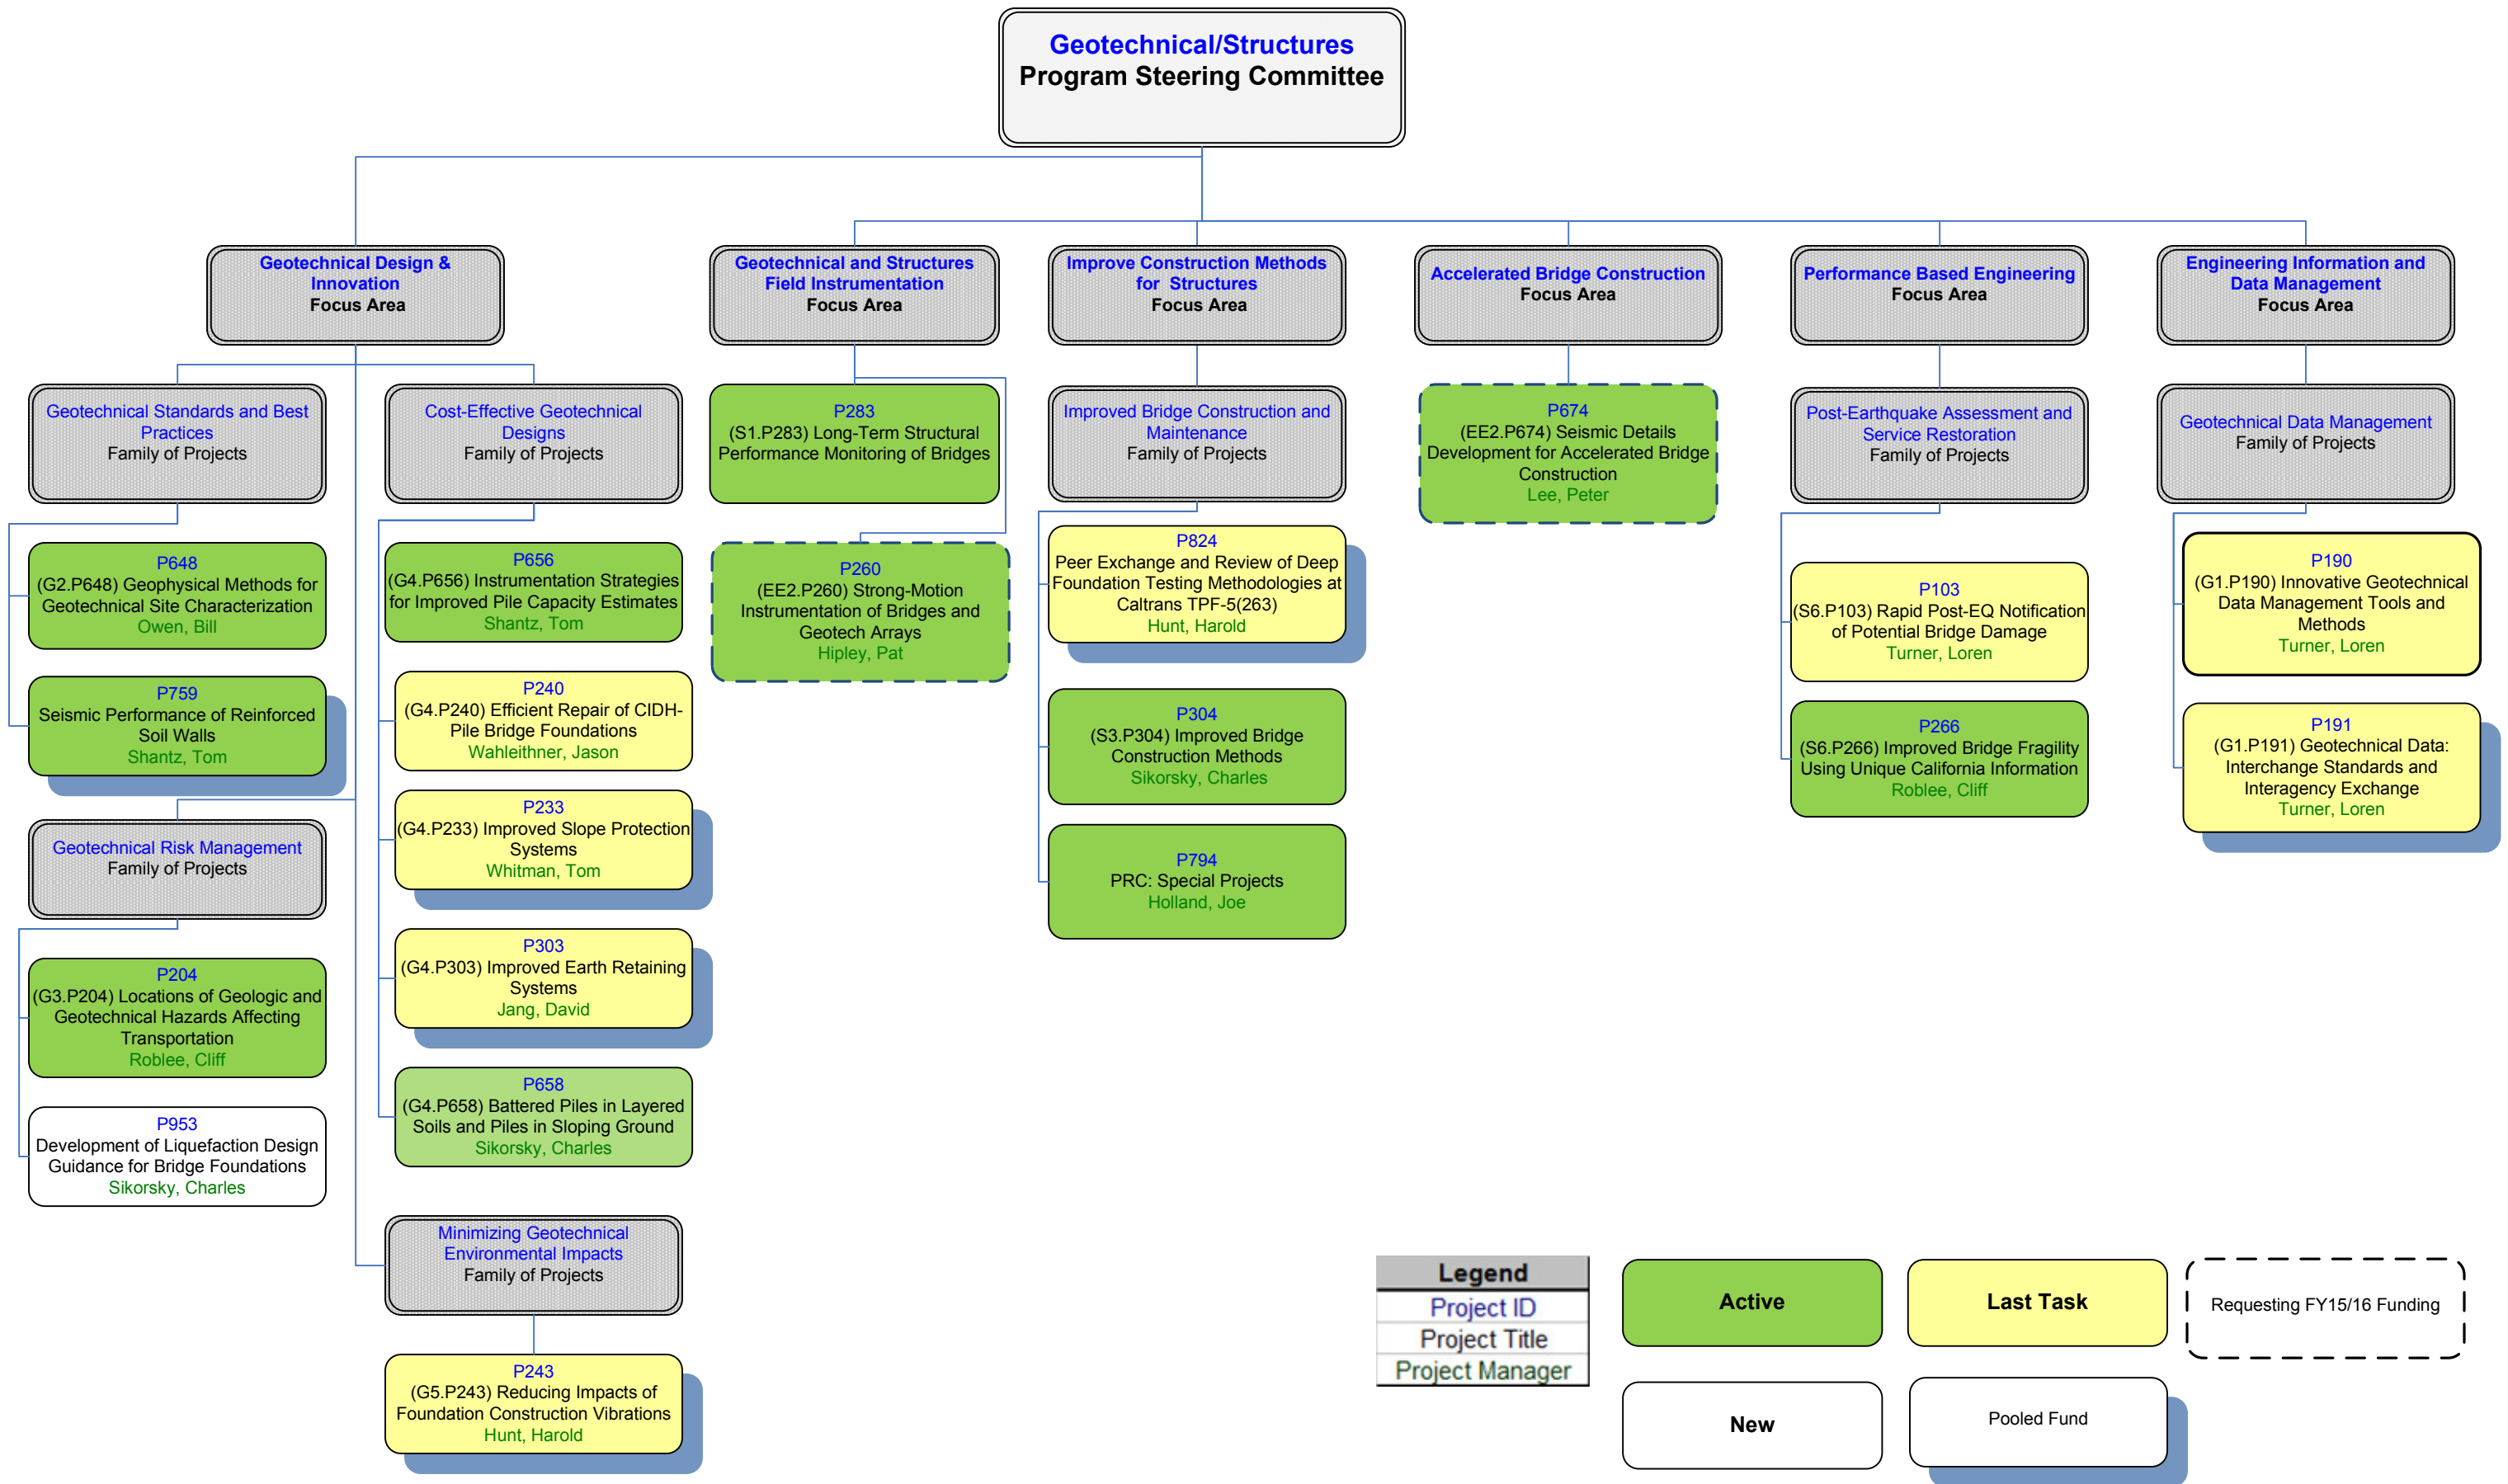 Geotechnical/Structures
Program Steering Committee
Geotechnical Design &
Innovation
Focus Area
Geotechnical and Structures
Field Instrumentation
Focus Area
Improve Construction Methods
for Structures
Focus Area
Accelerated Bridge Construction
Focus Area
Performance Based Engineering
Focus Area
Engineering Information and
Data Management
Focus Area
Geotechnical Standards and Best
Practices
Family of Projects
P648
(G2.P648) Geophysical Methods for
Geotechnical Site Characterization
Owen, Bill
P759
Seismic Performance of Reinforced
Soil Walls
Shantz, Tom
Geotechnical Risk Management
Family of Projects
P204
(G3.P204) Locations of Geologic and
Geotechnical Hazards Affecting
Transportation
Roblee, Cliff
P953
Development of Liquefaction Design
Guidance for Bridge Foundations
Sikorsky, Charles
Cost-Effective Geotechnical
Designs
Family of Projects
P656
(G4.P656) Instrumentation Strategies
for Improved Pile Capacity Estimates
Shantz, Tom
P240
(G4.P240) Efficient Repair of CIDH-
Pile Bridge Foundations
Wahleithner, Jason
P233
(G4.P233) Improved Slope Protection
Systems
Whitman, Tom
P303
(G4.P303) Improved Earth Retaining
Systems
Jang, David
P658
(G4.P658) Battered Piles in Layered
Soils and Piles in Sloping Ground
Sikorsky, Charles
Minimizing Geotechnical
Environmental Impacts
Family of Projects
P243
(G5.P243) Reducing Impacts of
Foundation Construction Vibrations
Hunt, Harold
P283
(S1.P283) Long-Term Structural
Performance Monitoring of Bridges
P260
(EE2.P260) Strong-Motion
Instrumentation of Bridges and
Geotech Arrays
Hipley, Pat
Improved Bridge Construction and
Maintenance
Family of Projects
P824
Peer Exchange and Review of Deep
Foundation Testing Methodologies at
Caltrans TPF-5(263)
Hunt, Harold
P304
(S3.P304) Improved Bridge
Construction Methods
Sikorsky, Charles
P794
PRC: Special Projects
Holland, Joe
P674
(EE2.P674) Seismic Details
Development for Accelerated Bridge
Construction
Lee, Peter
Post-Earthquake Assessment and
Service Restoration
Family of Projects
P103
(S6.P103) Rapid Post-EQ Notification
of Potential Bridge Damage
Turner, Loren
P266
(S6.P266) Improved Bridge Fragility
Using Unique California Information
Roblee, Cliff
Geotechnical Data Management
Family of Projects
P190
(G1.P190) Innovative Geotechnical
Data Management Tools and
Methods
Turner, Loren
P191
(G1.P191) Geotechnical Data:
Interchange Standards and
Interagency Exchange
Turner, Loren
Legend
Project ID
Project Title
Project Manager
Active
Last Task
Requesting FY15/16 Funding
New
Pooled Fund